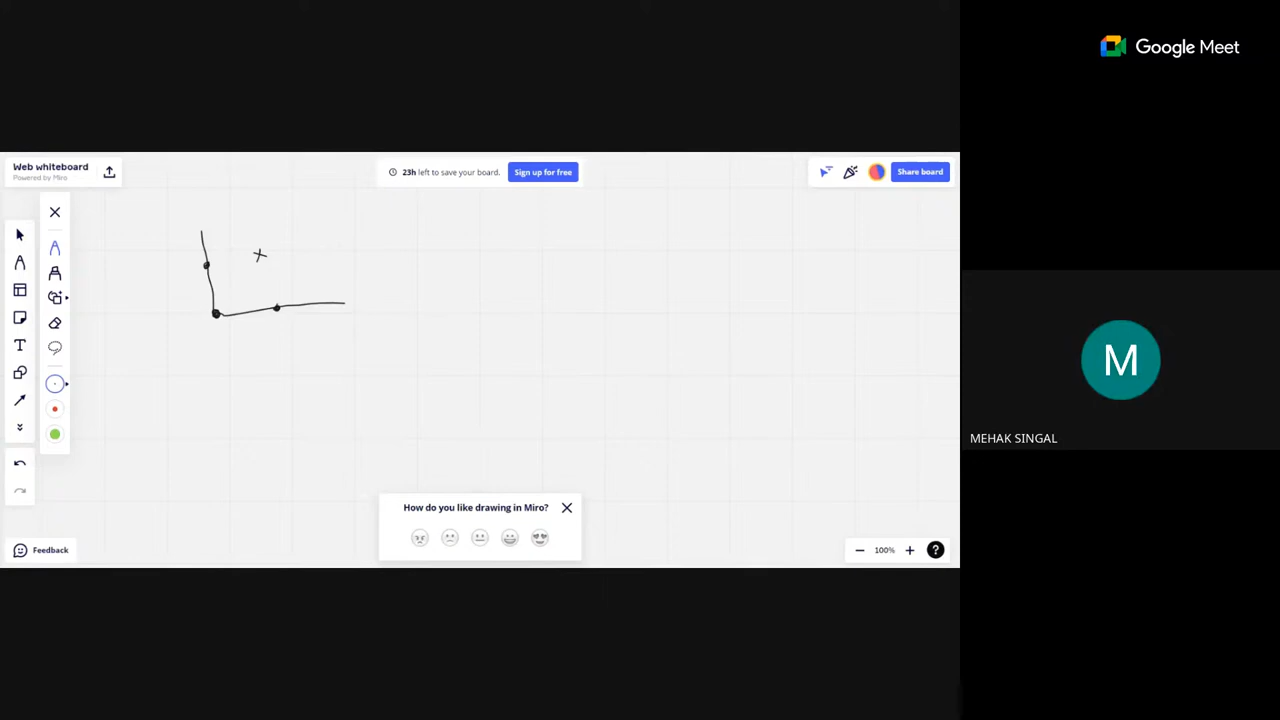 Google Meet
Web whiteboard
Powered by Miro
23h left to save your board.
Sign up for free
Share board
T
M
MEHAK SINGAL
How do you like drawing in Miro?
Feedback
− 100% + ?